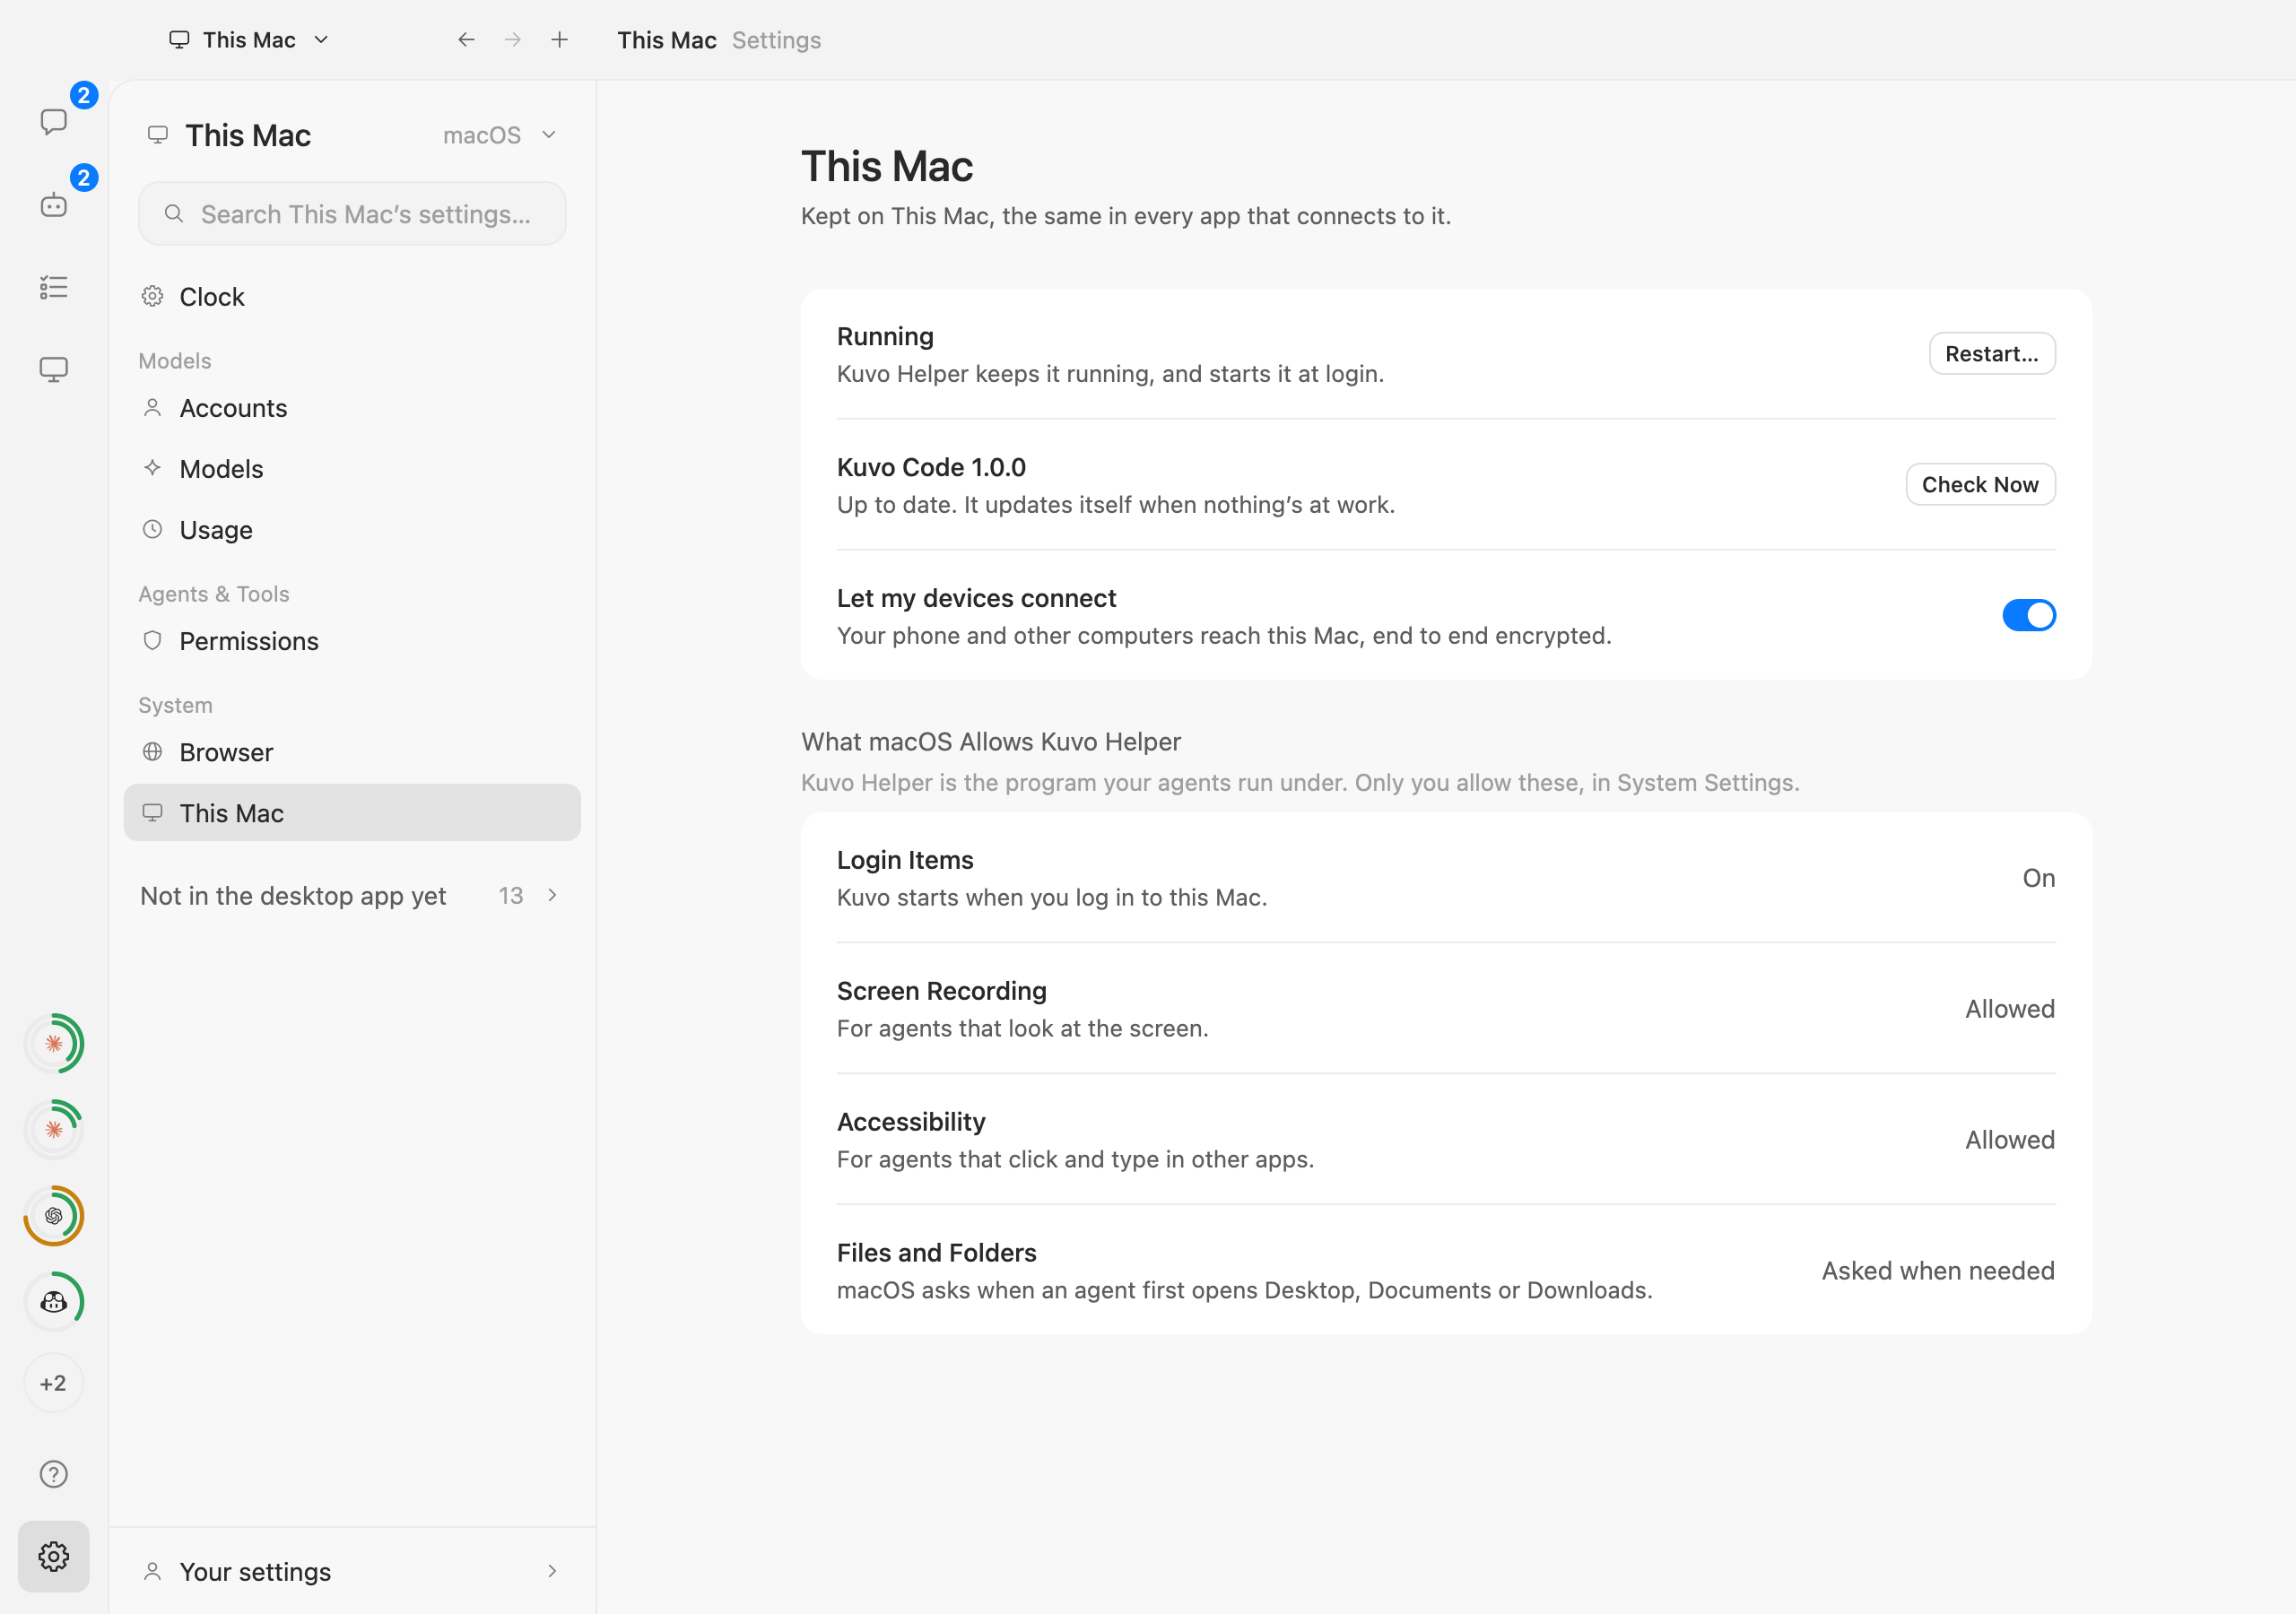 This Mac
This Mac Settings
2
2
This Mac macOS
Search This Mac’s settings...
Clock
Models
Accounts
Models
Usage
Agents & Tools
Permissions
System
Browser
This Mac
Not in the desktop app yet 13
+2
Your settings
This Mac
Kept on This Mac, the same in every app that connects to it.
Running
Kuvo Helper keeps it running, and starts it at login.
Restart...
Kuvo Code 1.0.0
Up to date. It updates itself when nothing’s at work.
Check Now
Let my devices connect
Your phone and other computers reach this Mac, end to end encrypted.
What macOS Allows Kuvo Helper
Kuvo Helper is the program your agents run under. Only you allow these, in System Settings.
Login Items
Kuvo starts when you log in to this Mac.
On
Screen Recording
For agents that look at the screen.
Allowed
Accessibility
For agents that click and type in other apps.
Allowed
Files and Folders
macOS asks when an agent first opens Desktop, Documents or Downloads.
Asked when needed